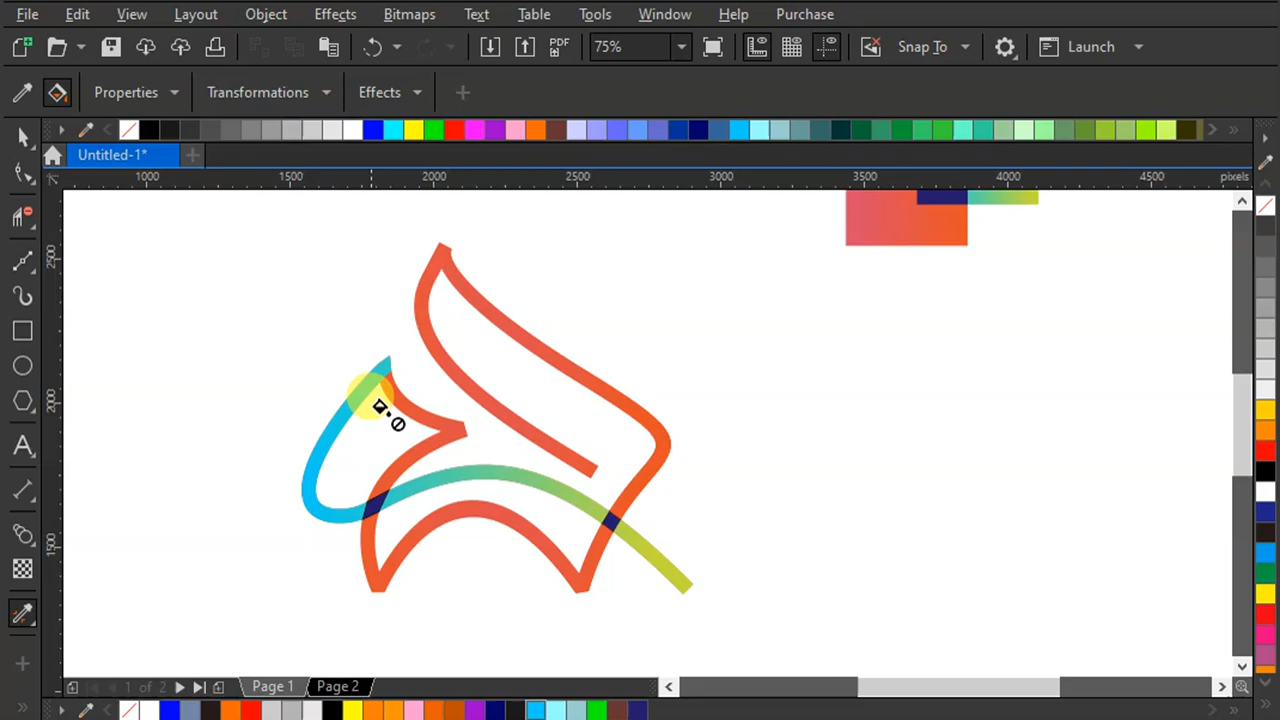 File Edit View Layout Object Effects Bitmaps Text Table Tools Window Help Purchase
PDF 75% Snap To Launch
Properties Transformations Effects
Untitled-1*
1000 1500 2000 2500 3000 3500 4000 4500 pixels
2500
2000
1500
A
1 of 2 Page 1 Page 2